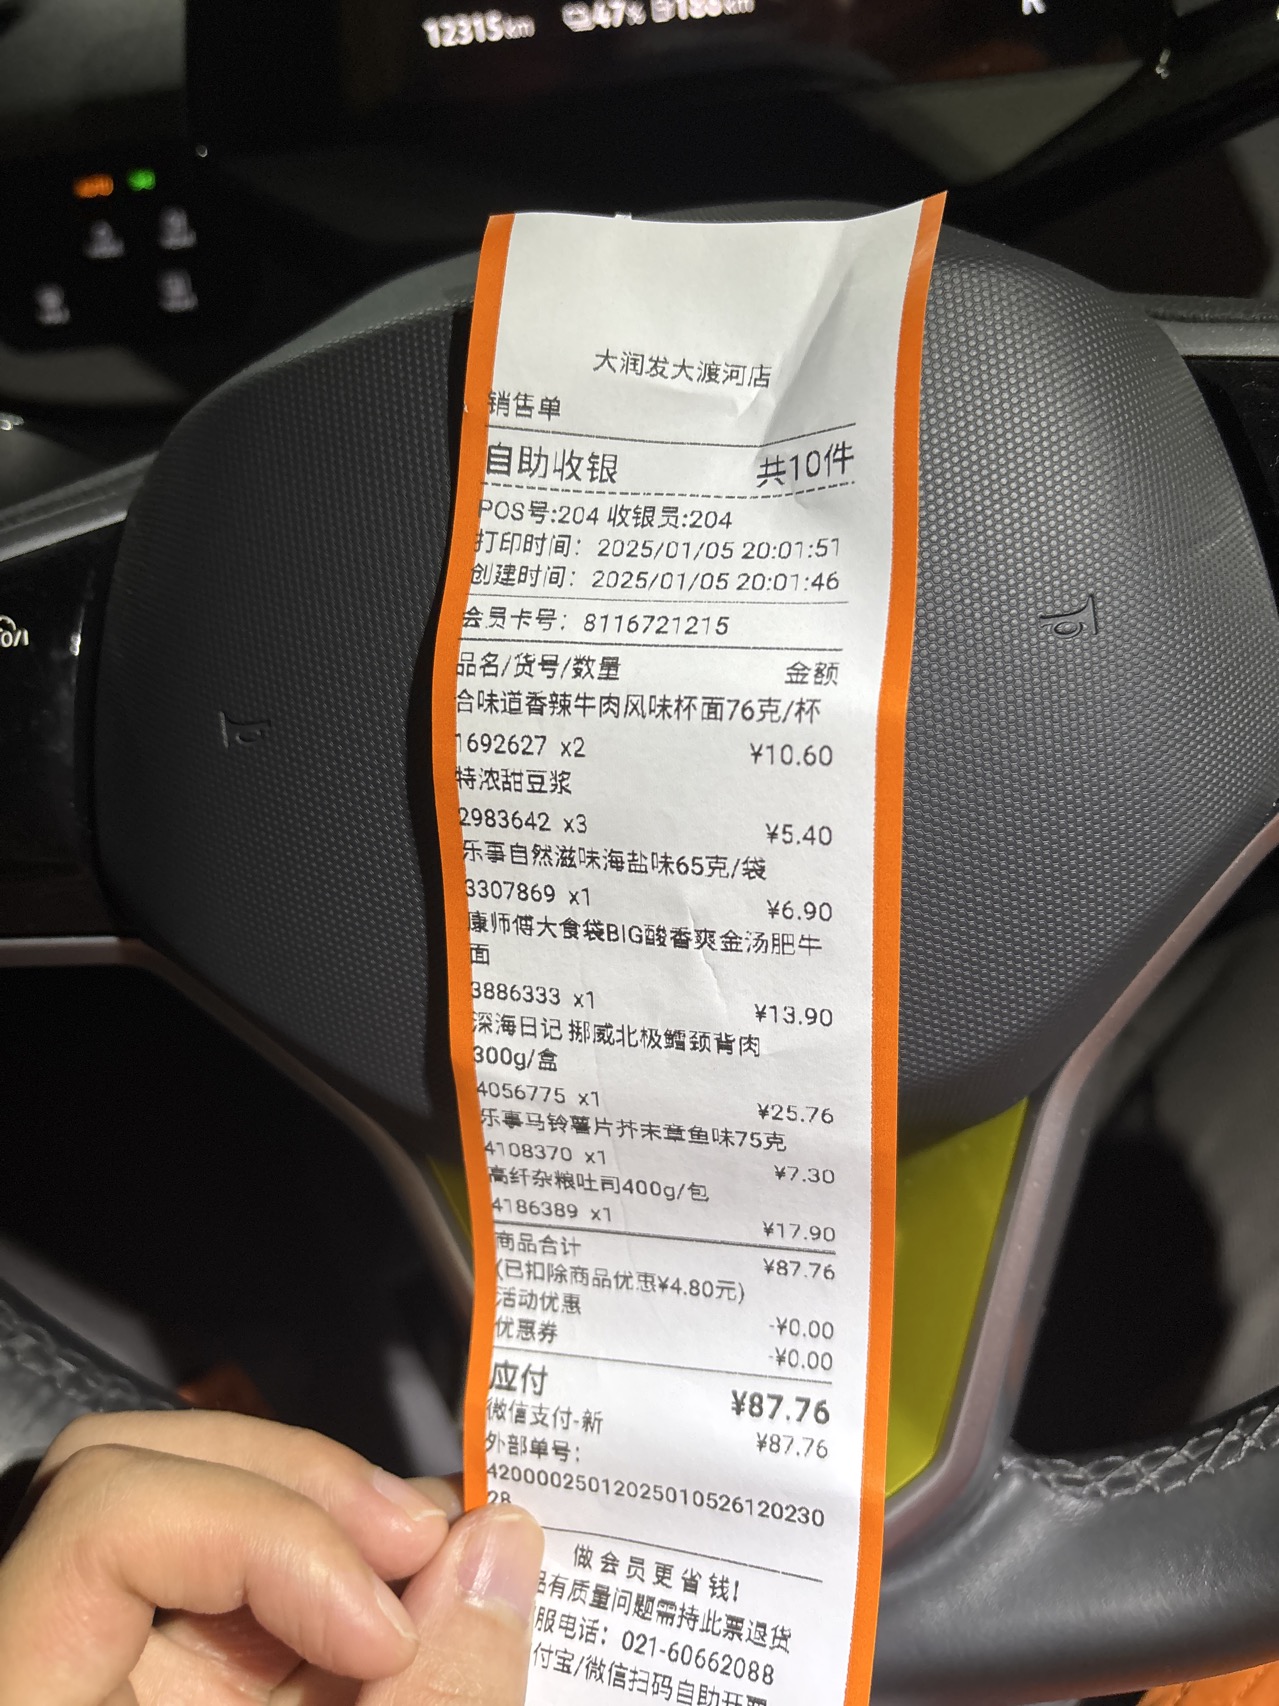 12315km
47%
188km
R
大润发大渡河店
销售单
自助收银 共10件
POS号:204 收银员:204
打印时间: 2025/01/05 20:01:51
创建时间: 2025/01/05 20:01:46
会员卡号: 8116721215
品名/货号/数量 金额
合味道香辣牛肉风味杯面76克/杯
1692627 x2 ¥10.60
特浓甜豆浆
2983642 x3 ¥5.40
乐事自然滋味海盐味65克/袋
3307869 x1 ¥6.90
康师傅大食袋BIG酸香爽金汤肥牛
面
3886333 x1 ¥13.90
深海日记 挪威北极鳕颈背肉
300g/盒
4056775 x1 ¥25.76
乐事马铃薯片芥末章鱼味75克
4108370 x1 ¥7.30
高纤杂粮吐司400g/包
4186389 x1 ¥17.90
商品合计 ¥87.76
(已扣除商品优惠¥4.80元)
活动优惠 -¥0.00
优惠券 -¥0.00
应付 ¥87.76
微信支付-新 ¥87.76
外部单号:
42000025012025010526120230
28
做会员更省钱!
品有质量问题需持此票退货
服电话: 021-60662088
付宝/微信扫码自助开票